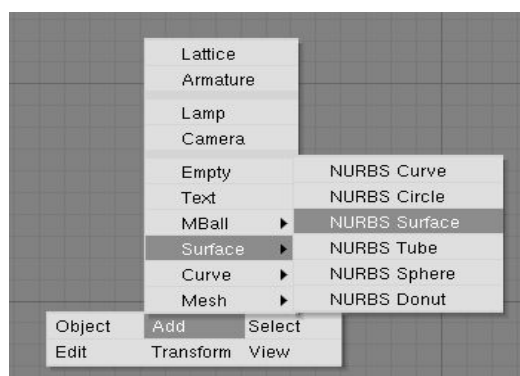 Lattice
Armature
Lamp
Camera
Empty
Text
MBall
Surface
Curve
Mesh
NURBS Curve
NURBS Circle
NURBS Surface
NURBS Tube
NURBS Sphere
NURBS Donut
Object Add Select
Edit Transform View